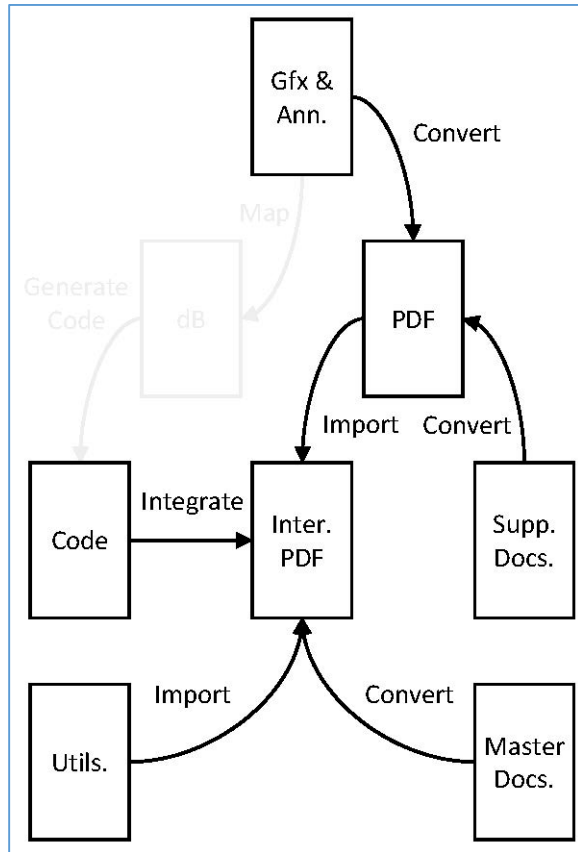 Gfx &
Ann.
Convert
Map
Generate
Code
dB
PDF
Import
Convert
Code
Integrate
Inter.
PDF
Supp.
Docs.
Utils.
Import
Convert
Master
Docs.